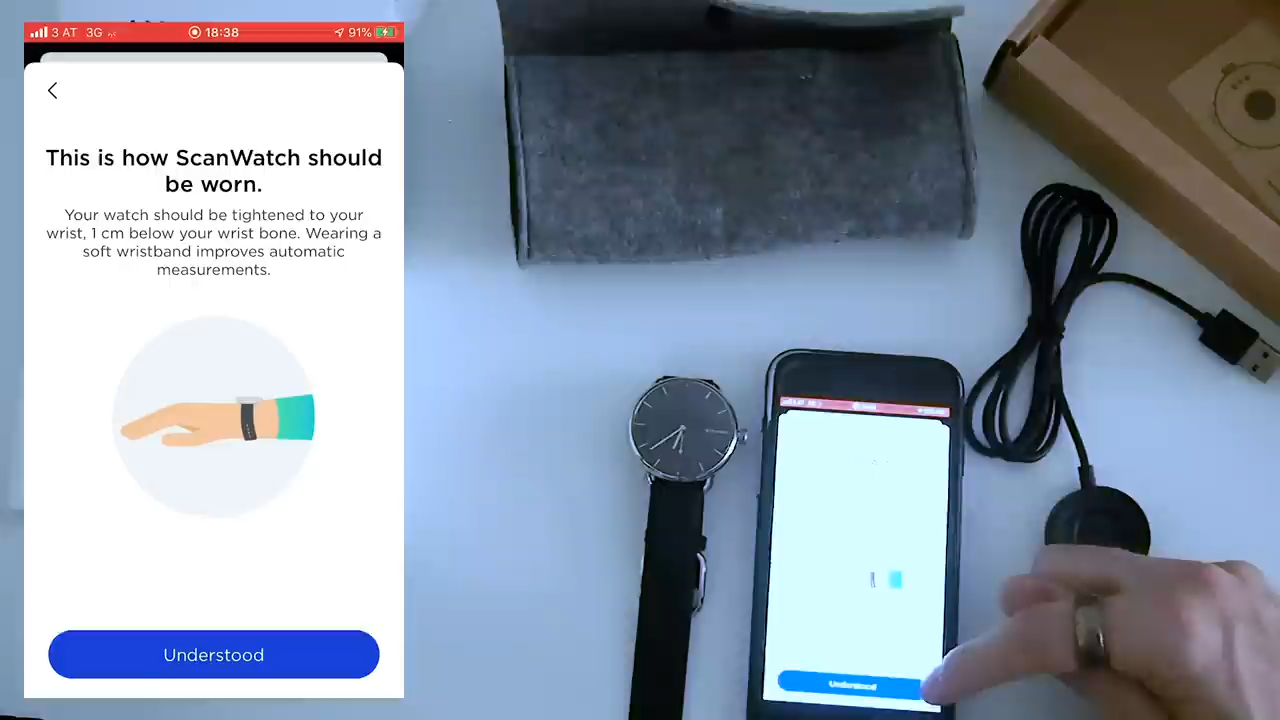 3 AT 3G 18:38 91%
This is how ScanWatch should
be worn.
Your watch should be tightened to your
wrist, 1 cm below your wrist bone. Wearing a
soft wristband improves automatic
measurements.
Understood
Understood